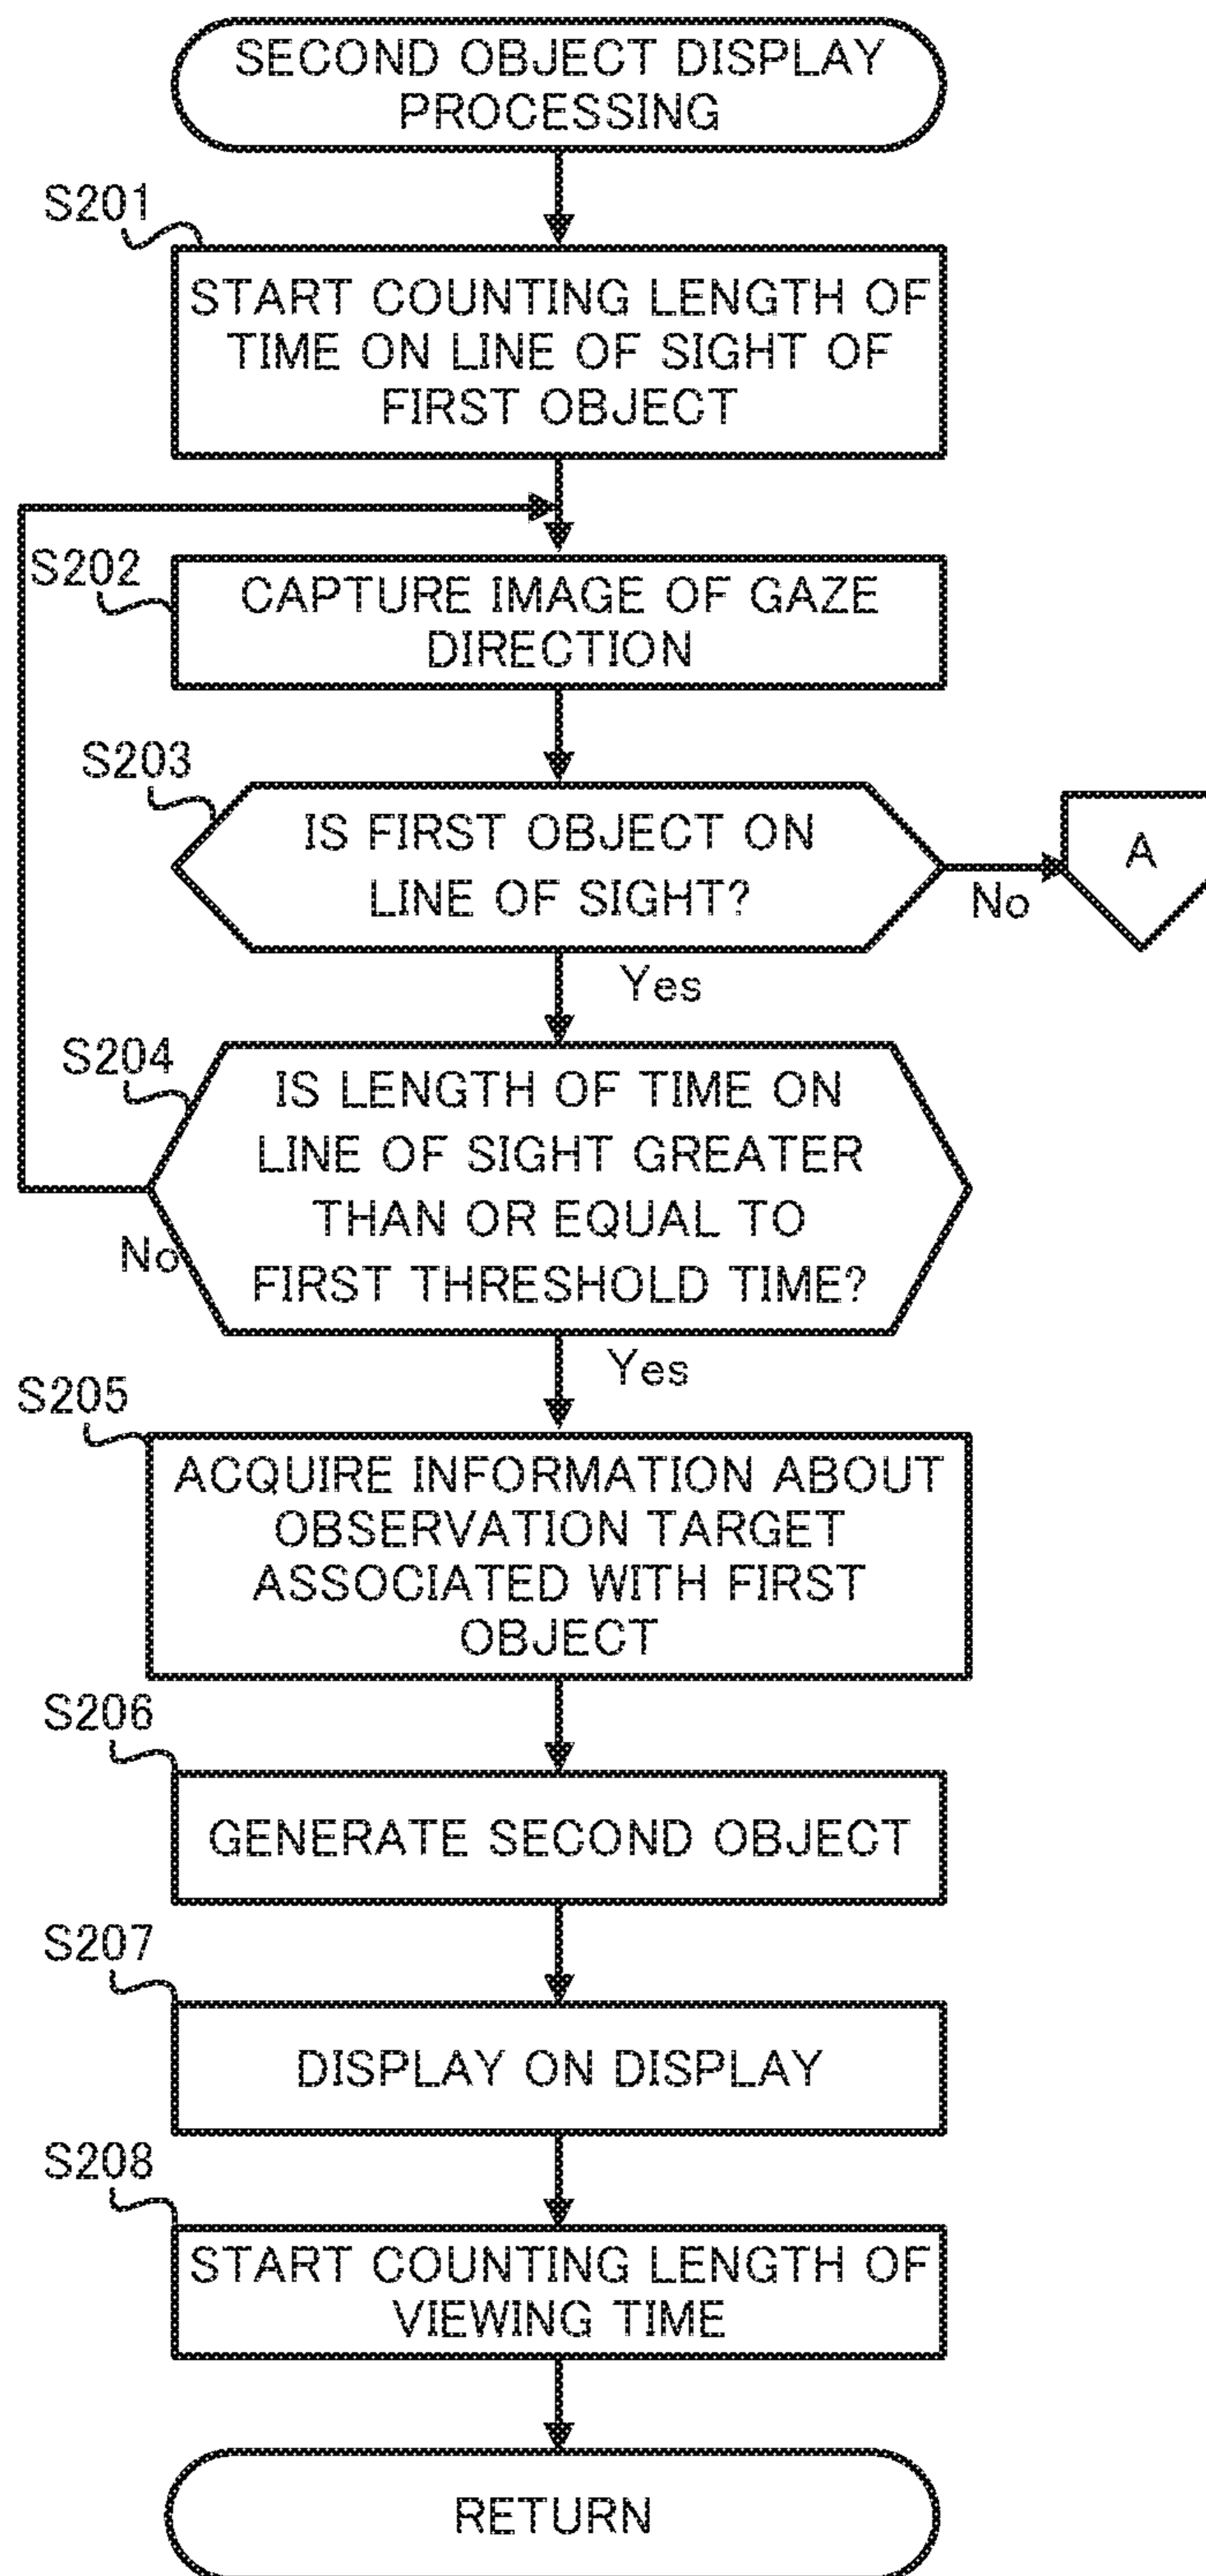 SECOND OBJECT DISPLAY
PROCESSING
S201
START COUNTING LENGTH OF
TIME ON LINE OF SIGHT OF
FIRST OBJECT
S202
CAPTURE IMAGE OF GAZE
DIRECTION
S203
IS FIRST OBJECT ON
LINE OF SIGHT?
No
A
Yes
S204
IS LENGTH OF TIME ON
LINE OF SIGHT GREATER
THAN OR EQUAL TO
FIRST THRESHOLD TIME?
No
Yes
S205
ACQUIRE INFORMATION ABOUT
OBSERVATION TARGET
ASSOCIATED WITH FIRST
OBJECT
S206
GENERATE SECOND OBJECT
S207
DISPLAY ON DISPLAY
S208
START COUNTING LENGTH OF
VIEWING TIME
RETURN